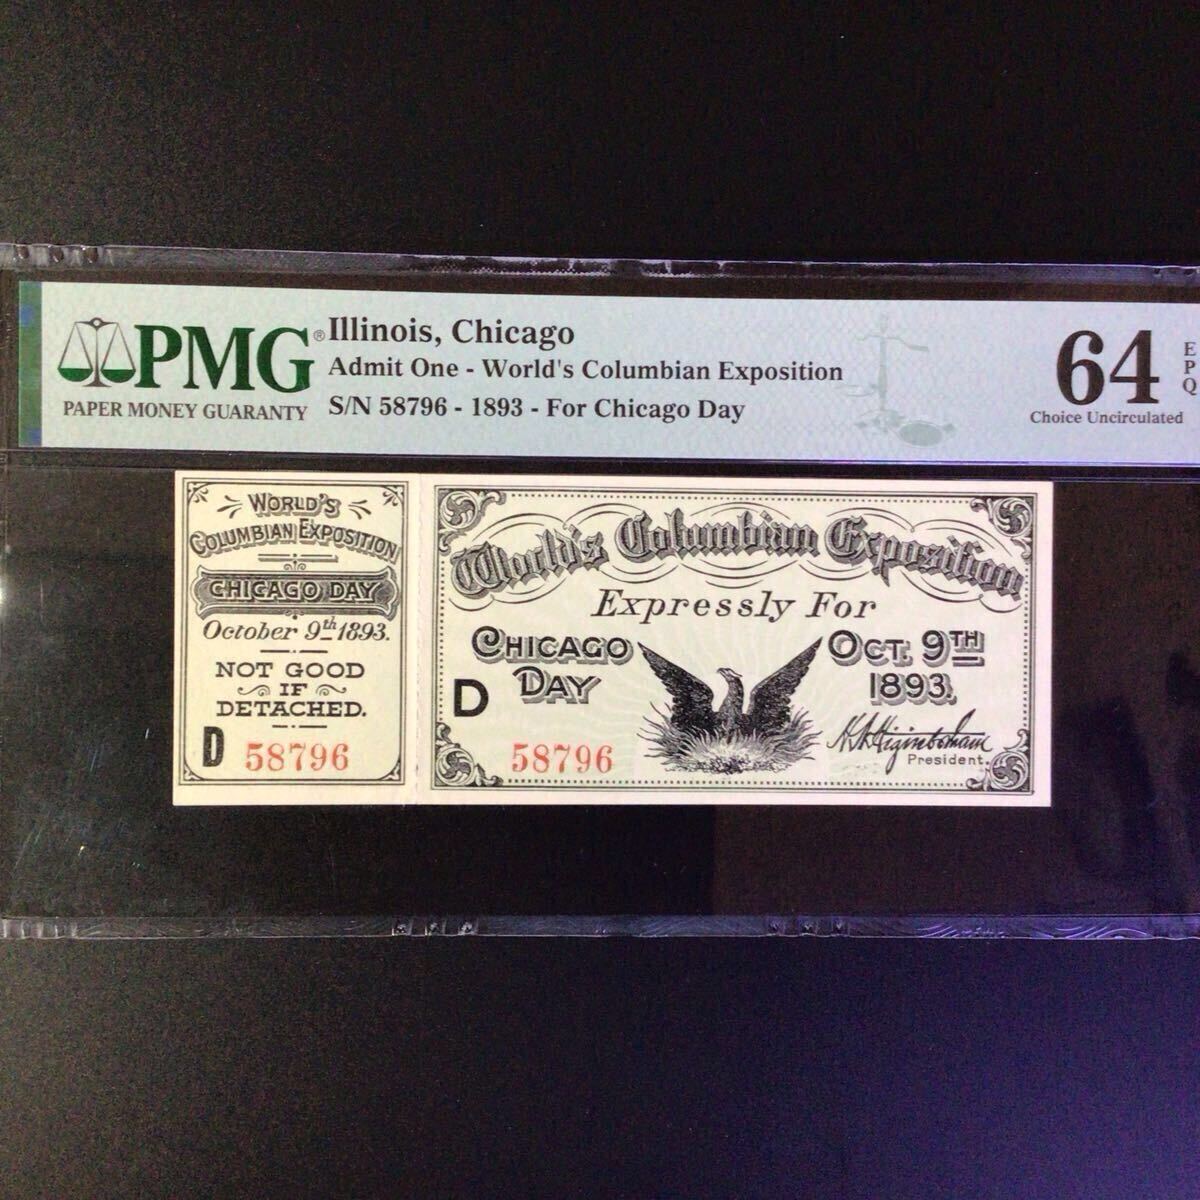 PMG®
PAPER MONEY GUARANTY
Illinois, Chicago
Admit One - World's Columbian Exposition
S/N 58796 - 1893 - For Chicago Day
64
EPQ
Choice Uncirculated
WORLD'S
COLUMBIAN EXPOSITION
CHICAGO DAY
October 9th 1893.
NOT GOOD
IF
DETACHED.
D 58796
World's Columbian Exposition
Expressly For
CHICAGO DAY
OCT. 9TH 1893.
D
58796
H.N. Higinbotham
President.